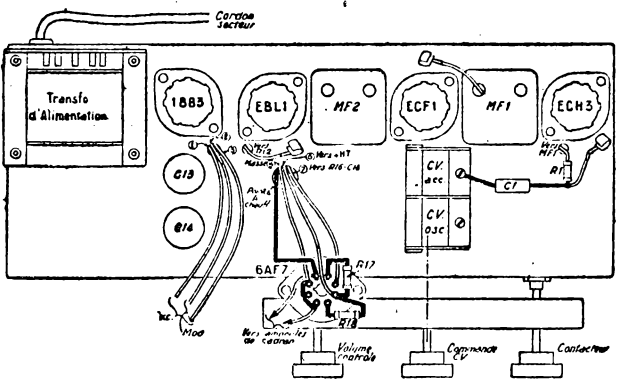 Cordon
secteur
Transfo
d'Alimentation
1883
EBL1
MF2
ECF1
MF1
ECH3
Vers
MF1
Vers HT
Vers R16-C16
Masse
R1
C1
CV.
acc.
CV.
osc
C14
6AF7
R17
R18
Mod
Vers ampoules
de cadran
Volume
contrôle
Commande
CV
Contacteur